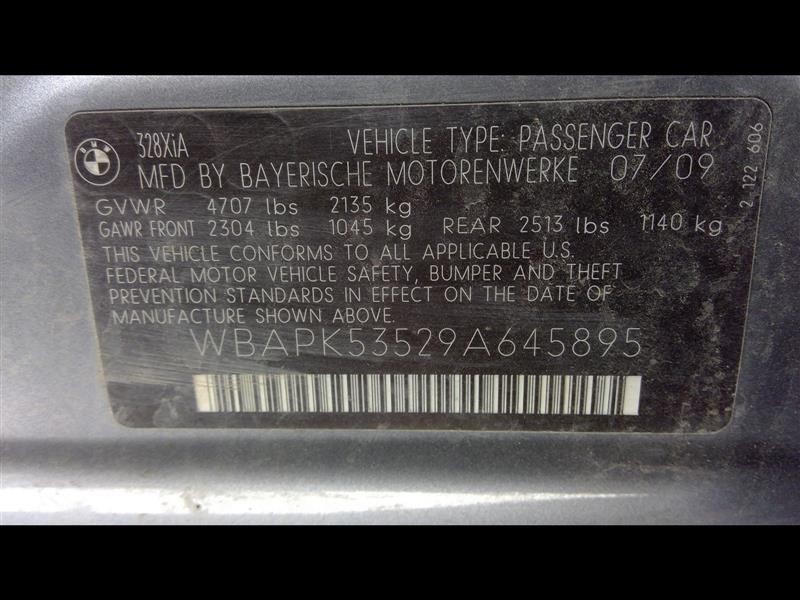 BMW
328XiA VEHICLE TYPE: PASSENGER CAR
MFD BY BAYERISCHE MOTORENWERKE 07/09
GVWR 4707 lbs 2135 kg
GAWR FRONT 2304 lbs 1045 kg REAR 2513 lbs 1140 kg
THIS VEHICLE CONFORMS TO ALL APPLICABLE U.S.
FEDERAL MOTOR VEHICLE SAFETY, BUMPER AND THEFT
PREVENTION STANDARDS IN EFFECT ON THE DATE OF
MANUFACTURE SHOWN ABOVE.
WBAPK53529A645895
2 122 606